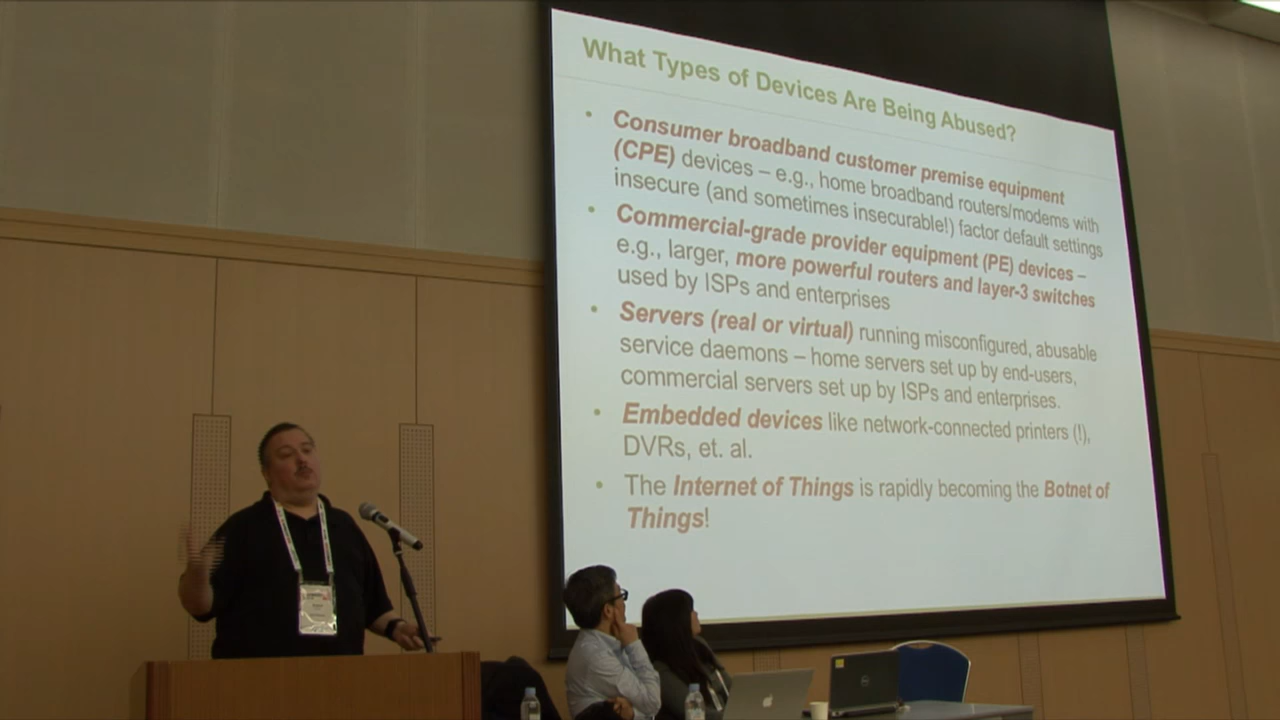 What Types of Devices Are Being Abused?
• Consumer broadband customer premise equipment
(CPE) devices – e.g., home broadband routers/modems with
insecure (and sometimes insecurable!) factor default settings
• Commercial-grade provider equipment (PE) devices –
e.g., larger, more powerful routers and layer-3 switches
used by ISPs and enterprises
• Servers (real or virtual) running misconfigured, abusable
service daemons – home servers set up by end-users,
commercial servers set up by ISPs and enterprises.
• Embedded devices like network-connected printers (!),
DVRs, et. al.
• The Internet of Things is rapidly becoming the Botnet of
Things!